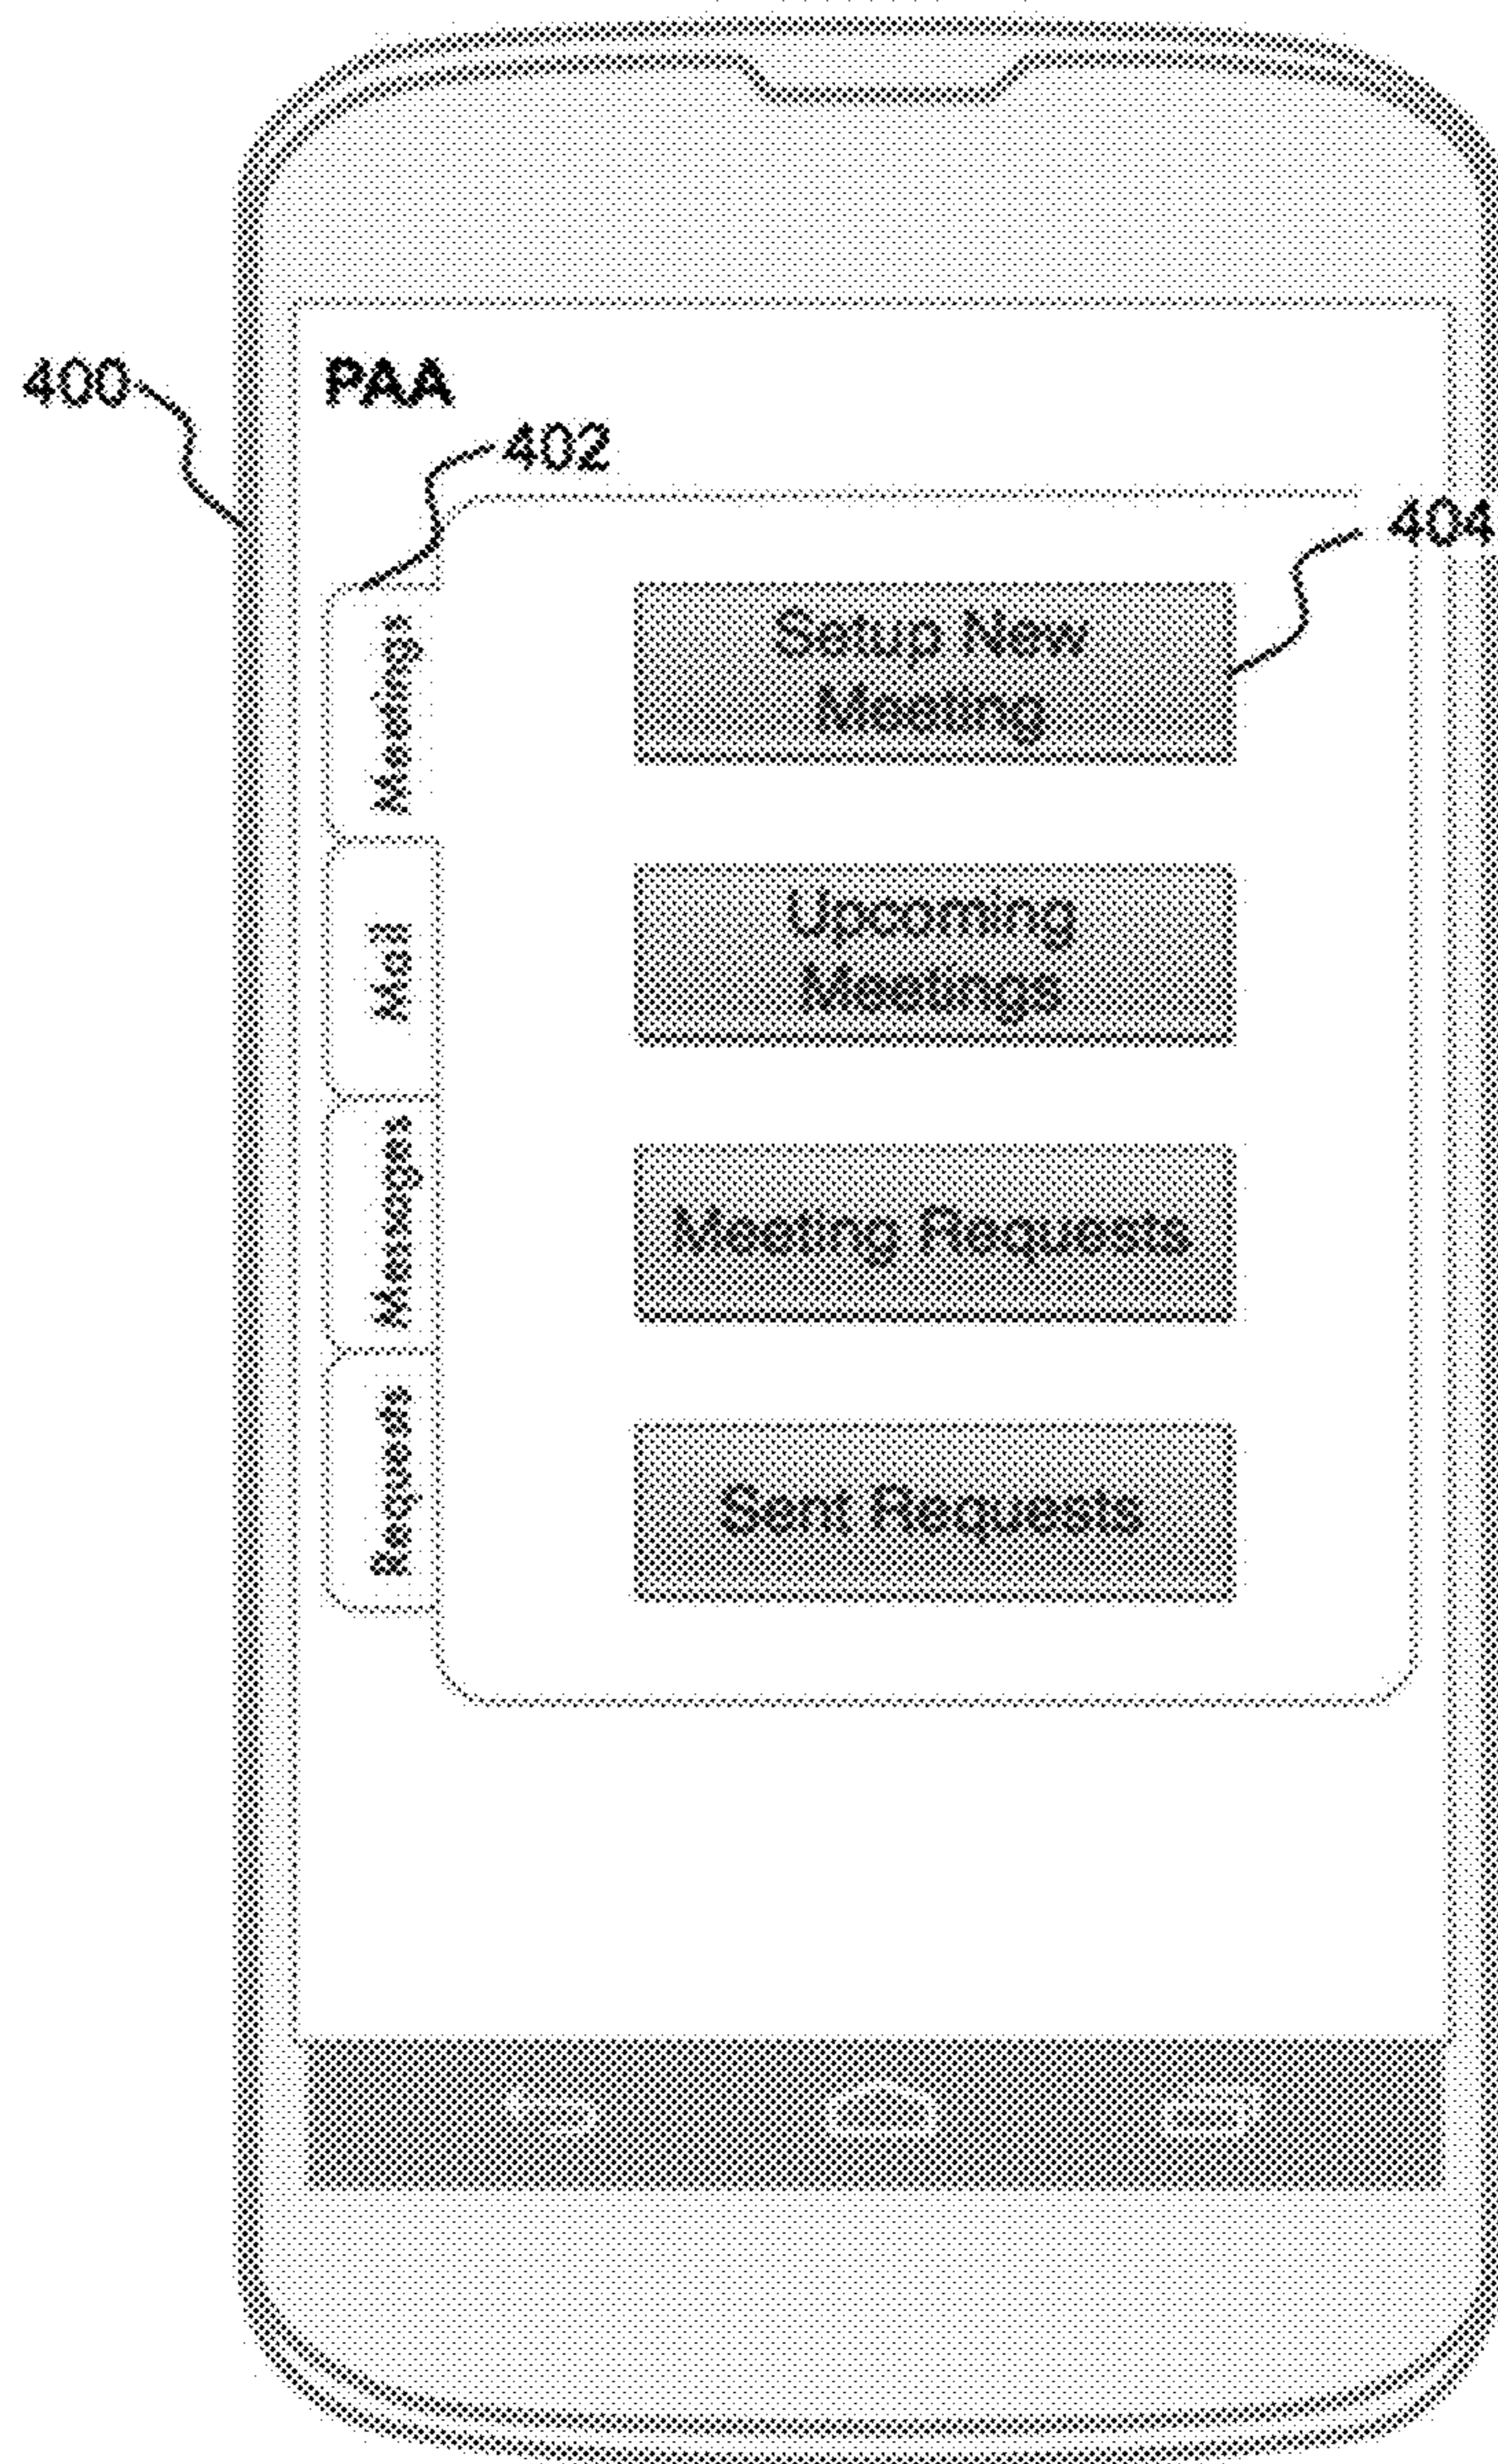 400
PAA
402
404
Meetings
Mail
Messages
Requests
Setup New
Meeting
Upcoming
Meetings
Meeting Requests
Sent Requests